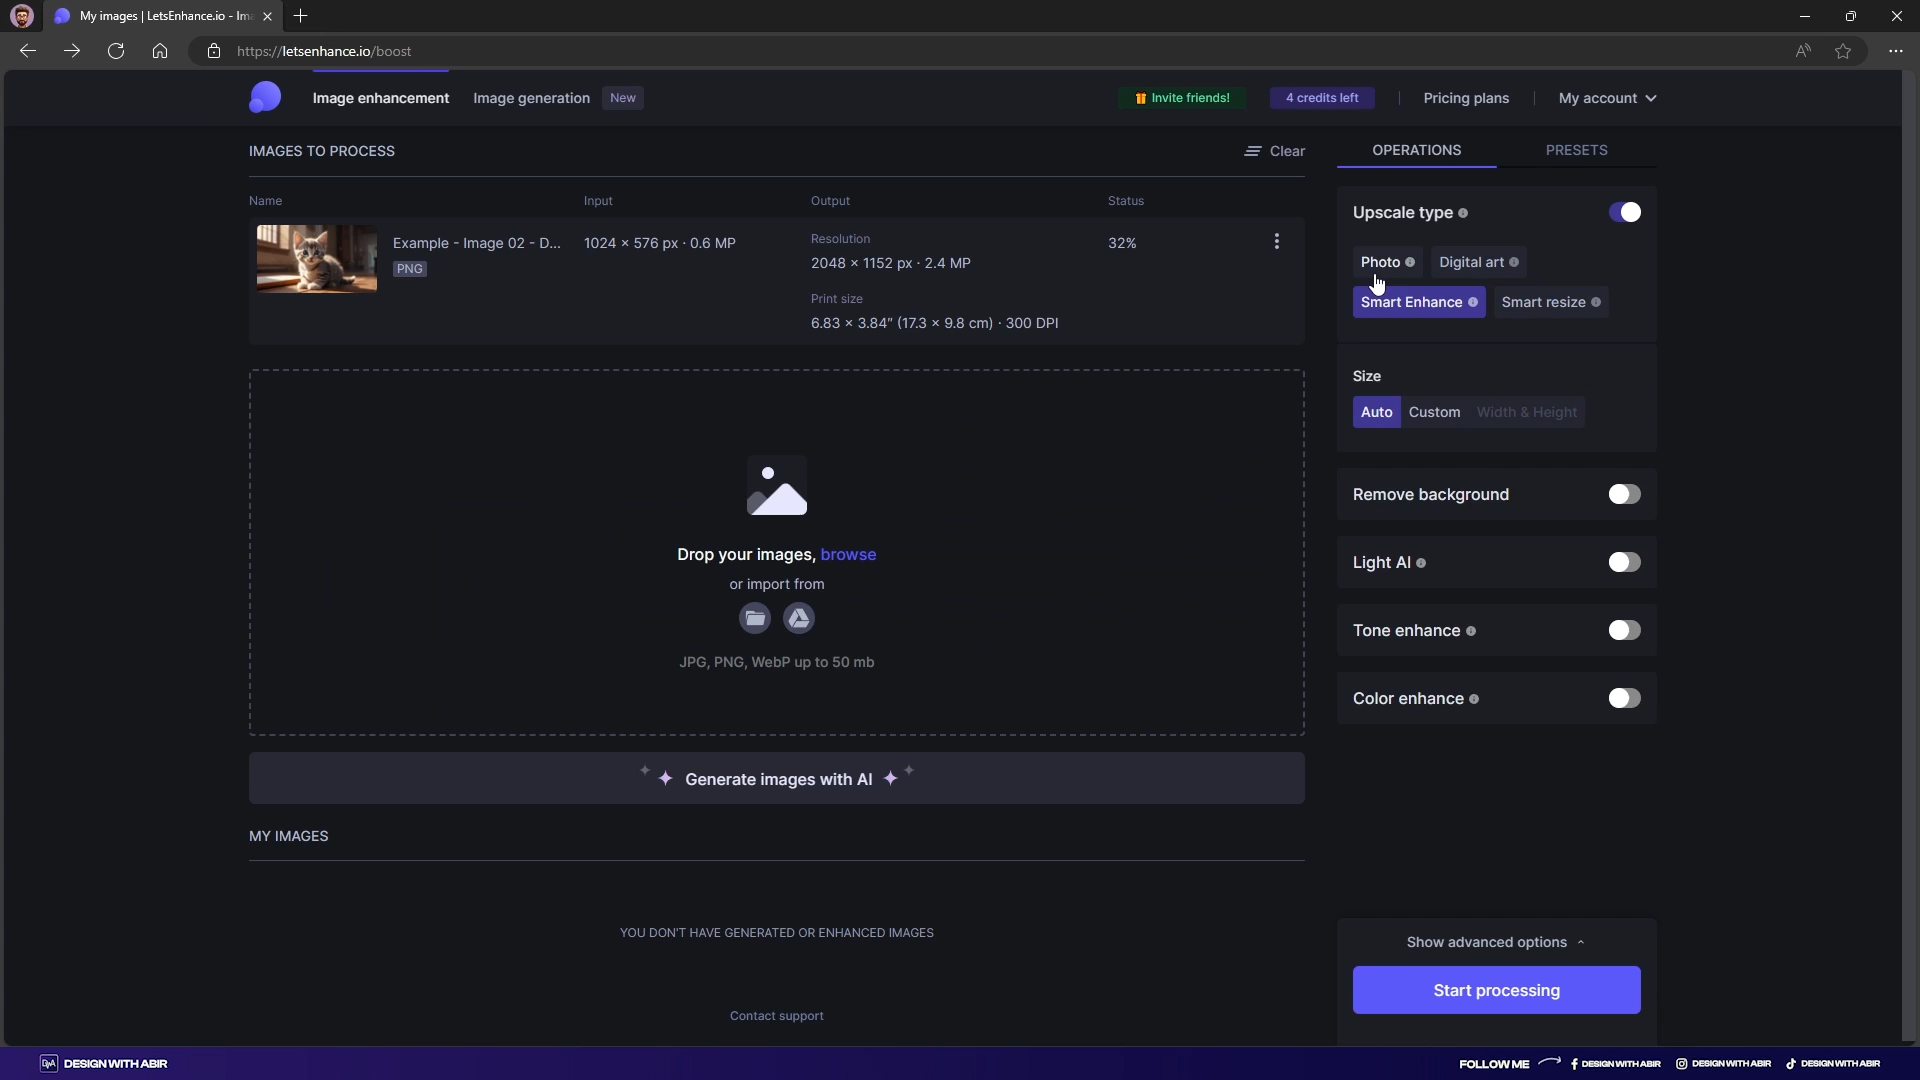 My images | LetsEnhance.io - Im
https://letsenhance.io/boost
Image enhancement
Image generation
New
Invite friends!
4 credits left
Pricing plans
My account
IMAGES TO PROCESS
Clear
OPERATIONS
PRESETS
Name
Input
Output
Status
Example - Image 02 - D...
PNG
1024 × 576 px · 0.6 MP
Resolution
2048 × 1152 px · 2.4 MP
Print size
6.83 × 3.84" (17.3 × 9.8 cm) · 300 DPI
32%
Upscale type
Photo
Digital art
Smart Enhance
Smart resize
Size
Auto
Custom
Width & Height
Remove background
Light AI
Tone enhance
Color enhance
Drop your images, browse
or import from
JPG, PNG, WebP up to 50 mb
Generate images with AI
MY IMAGES
YOU DON'T HAVE GENERATED OR ENHANCED IMAGES
Contact support
Show advanced options
Start processing
DWA DESIGN WITH ABIR
FOLLOW ME
DESIGN WITH ABIR
DESIGN WITH ABIR
DESIGN WITH ABIR